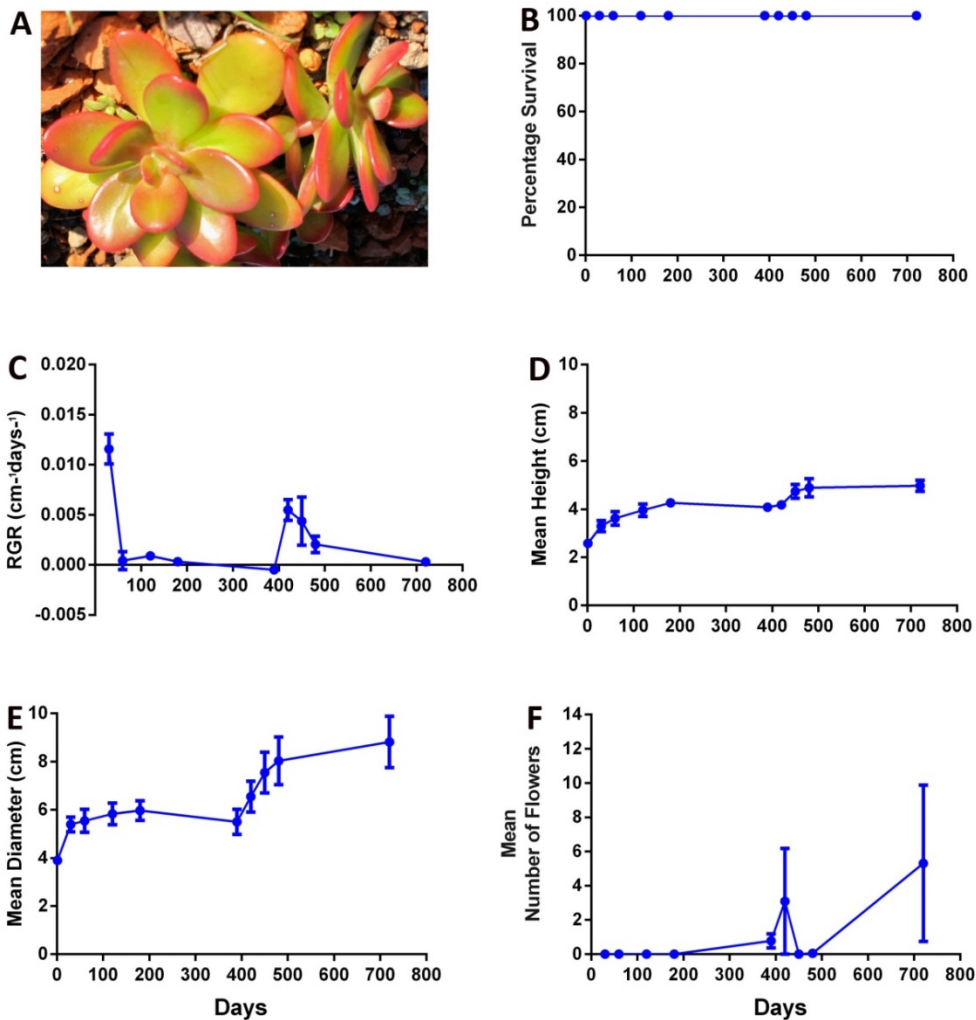 A
B
Percentage Survival
100
80
60
40
20
0
0 100 200 300 400 500 600 700 800
C
RGR (cm-¹days-¹)
0.020
0.015
0.010
0.005
0.000
-0.005
100 200 300 400 500 600 700 800
D
Mean Height (cm)
10
8
6
4
2
0
0 100 200 300 400 500 600 700 800
E
Mean Diameter (cm)
10
8
6
4
2
0
0 100 200 300 400 500 600 700 800
Days
F
Mean
Number of Flowers
14
12
10
8
6
4
2
0
0 100 200 300 400 500 600 700 800
Days